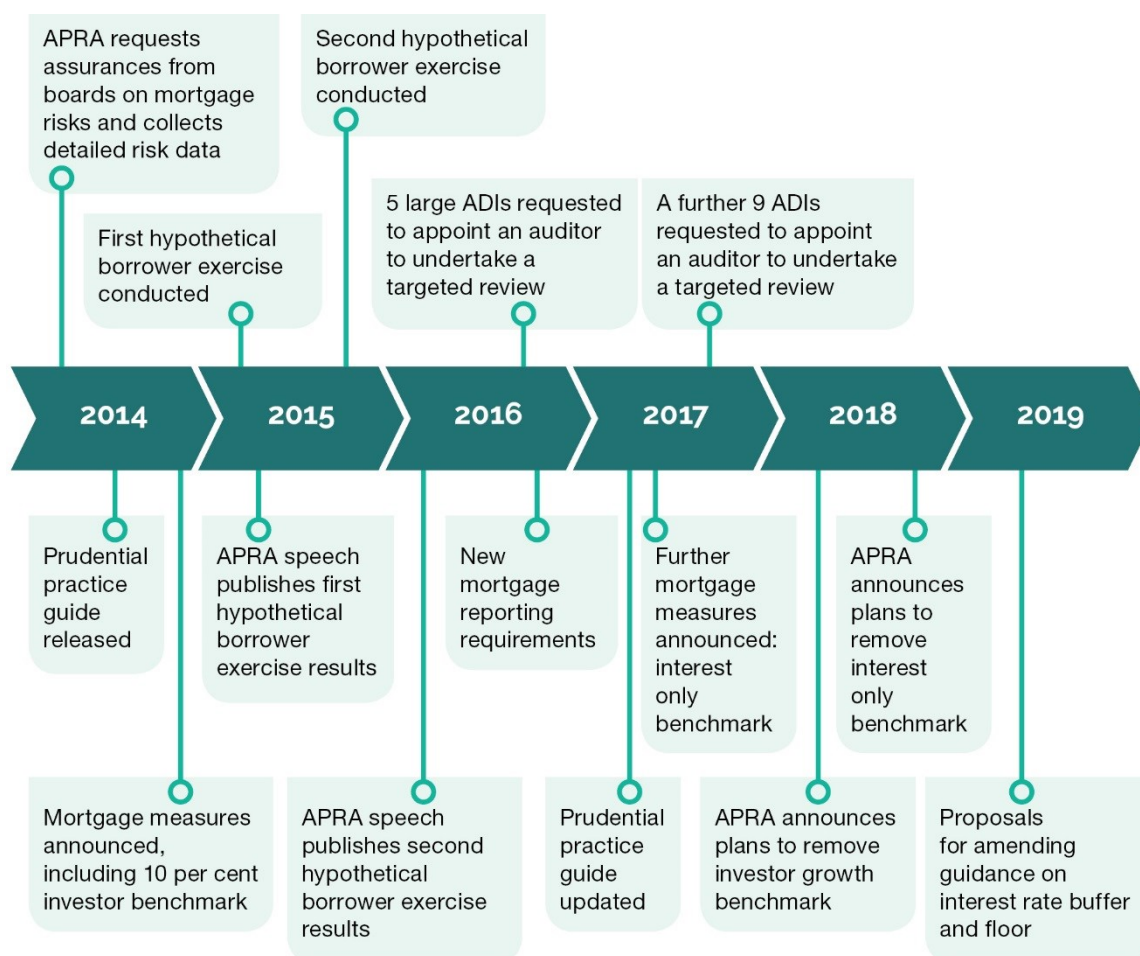 APRA requests
assurances from
boards on mortgage
risks and collects
detailed risk data
Second hypothetical
borrower exercise
conducted
First hypothetical
borrower exercise
conducted
5 large ADIs requested
to appoint an auditor
to undertake a
targeted review
A further 9 ADIs
requested to appoint
an auditor to undertake
a targeted review
2014
2015
2016
2017
2018
2019
Prudential
practice
guide
released
APRA speech
publishes first
hypothetical
borrower
exercise results
New
mortgage
reporting
requirements
Further
mortgage
measures
announced:
interest
only
benchmark
APRA
announces
plans to
remove
interest
only
benchmark
Mortgage measures
announced,
including 10 per cent
investor benchmark
APRA speech
publishes second
hypothetical
borrower exercise
results
Prudential
practice
guide
updated
APRA announces
plans to remove
investor growth
benchmark
Proposals
for amending
guidance on
interest rate buffer
and floor